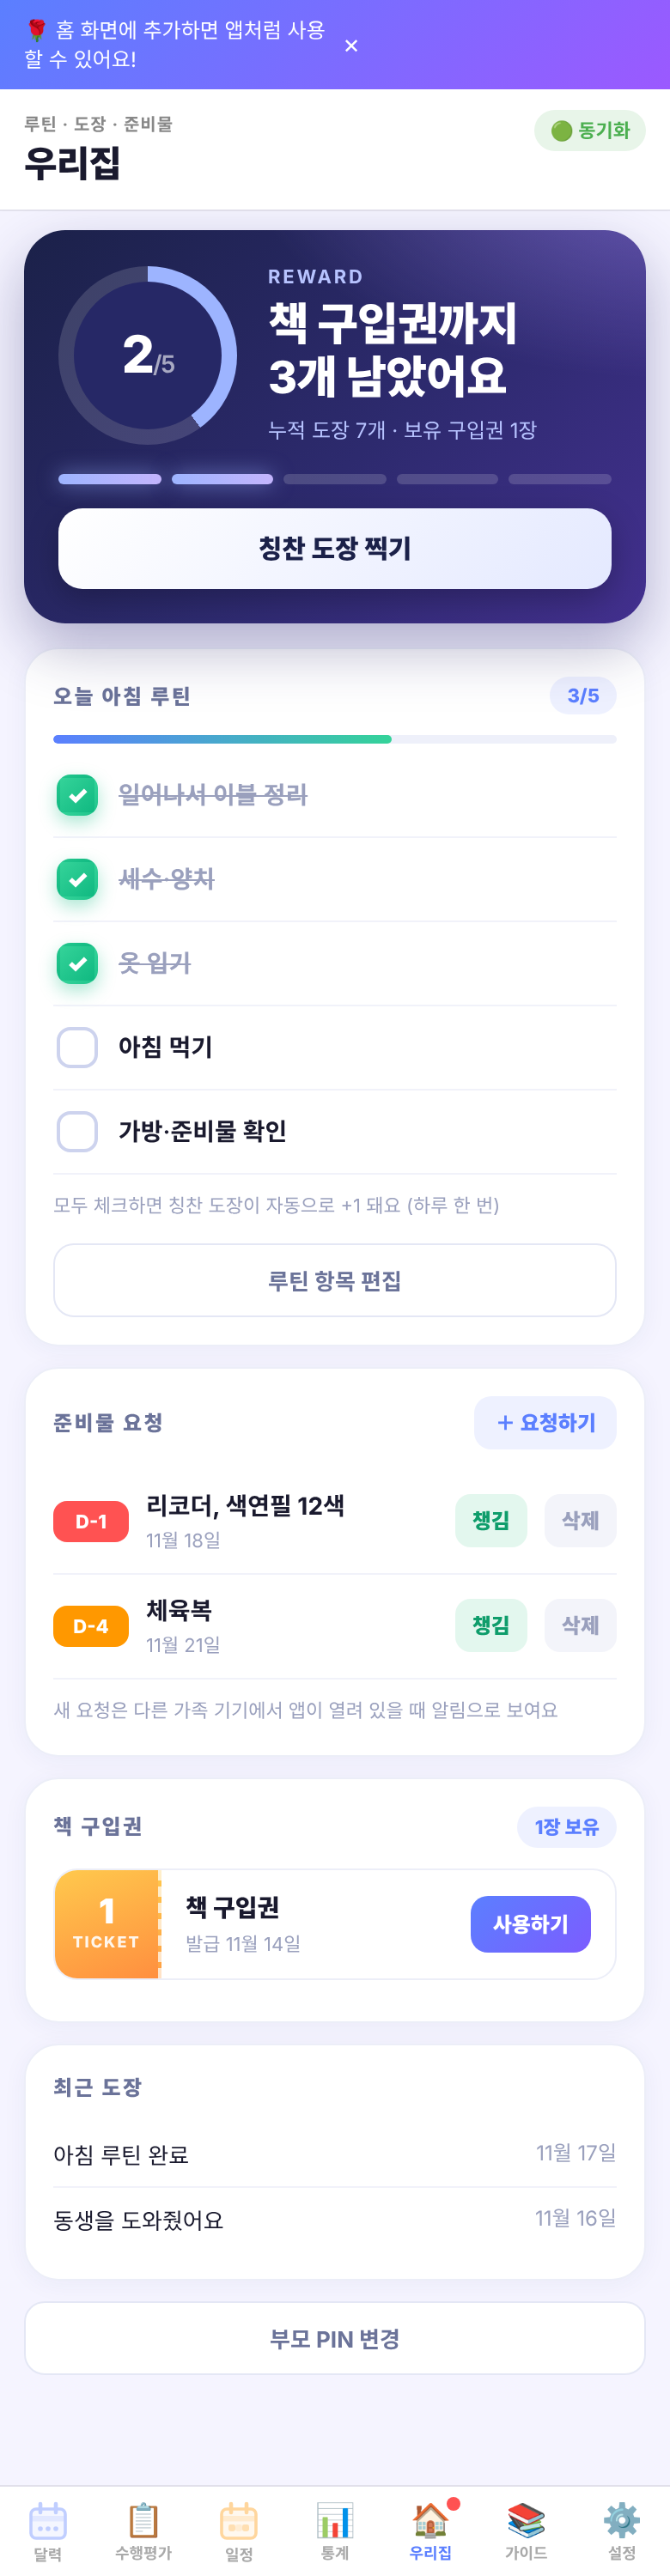 🌹 홈 화면에 추가하면 앱처럼 사용
할 수 있어요!
✕
루틴 · 도장 · 준비물
우리집
동기화
2/5
REWARD
책 구입권까지
3개 남았어요
누적 도장 7개 · 보유 구입권 1장
칭찬 도장 찍기
오늘 아침 루틴
3/5
일어나서 이불 정리
세수·양치
옷 입기
아침 먹기
가방·준비물 확인
모두 체크하면 칭찬 도장이 자동으로 +1 돼요 (하루 한 번)
루틴 항목 편집
준비물 요청
+ 요청하기
D-1
리코더, 색연필 12색
11월 18일
챙김
삭제
D-4
체육복
11월 21일
챙김
삭제
새 요청은 다른 가족 기기에서 앱이 열려 있을 때 알림으로 보여요
책 구입권
1장 보유
1
TICKET
책 구입권
발급 11월 14일
사용하기
최근 도장
아침 루틴 완료
11월 17일
동생을 도와줬어요
11월 16일
부모 PIN 변경
달력
수행평가
일정
통계
우리집
가이드
설정